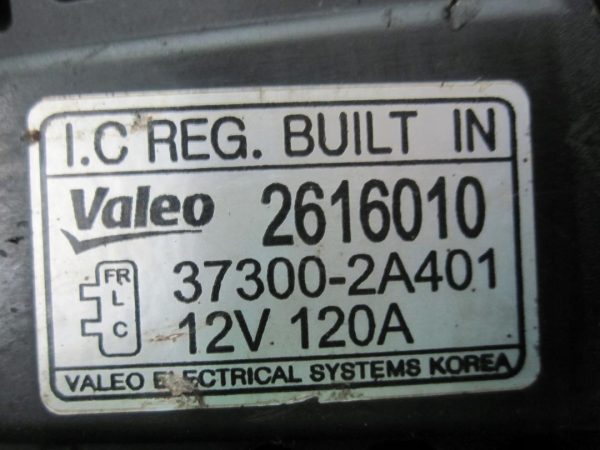 I.C REG. BUILT IN
Valeo 2616010
FR
L
C
37300-2A401
12V 120A
VALEO ELECTRICAL SYSTEMS KOREA